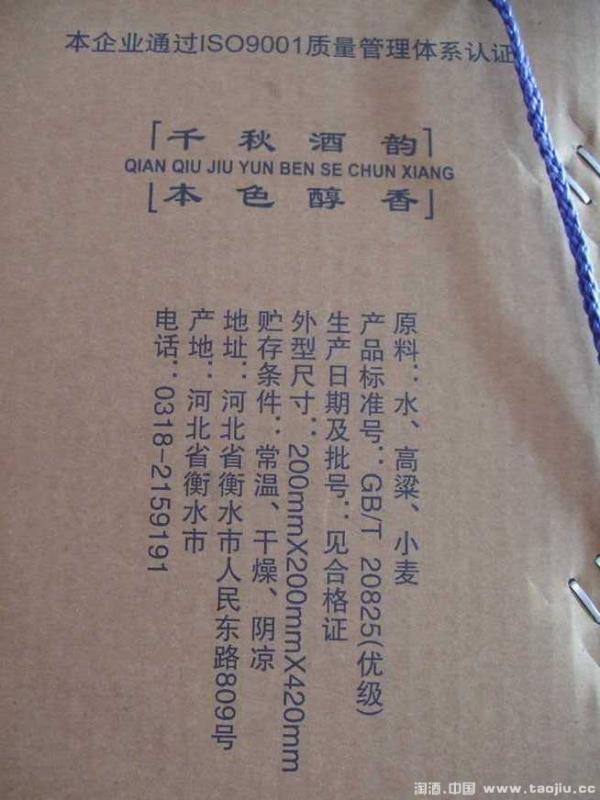 本企业通过ISO9001质量管理体系认证
[千秋酒韵]
QIAN QIU JIU YUN BEN SE CHUN XIANG
[本色醇香]
原料：水、高粱、小麦
产品标准号：GB/T 20825(优级)
生产日期及批号：见合格证
外型尺寸：200mmX200mmX420mm
贮存条件：常温、干燥、阴凉
地址：河北省衡水市人民东路809号
产地：河北省衡水市
电话：0318-2159191
淘酒.中国 www.taojiu.cc